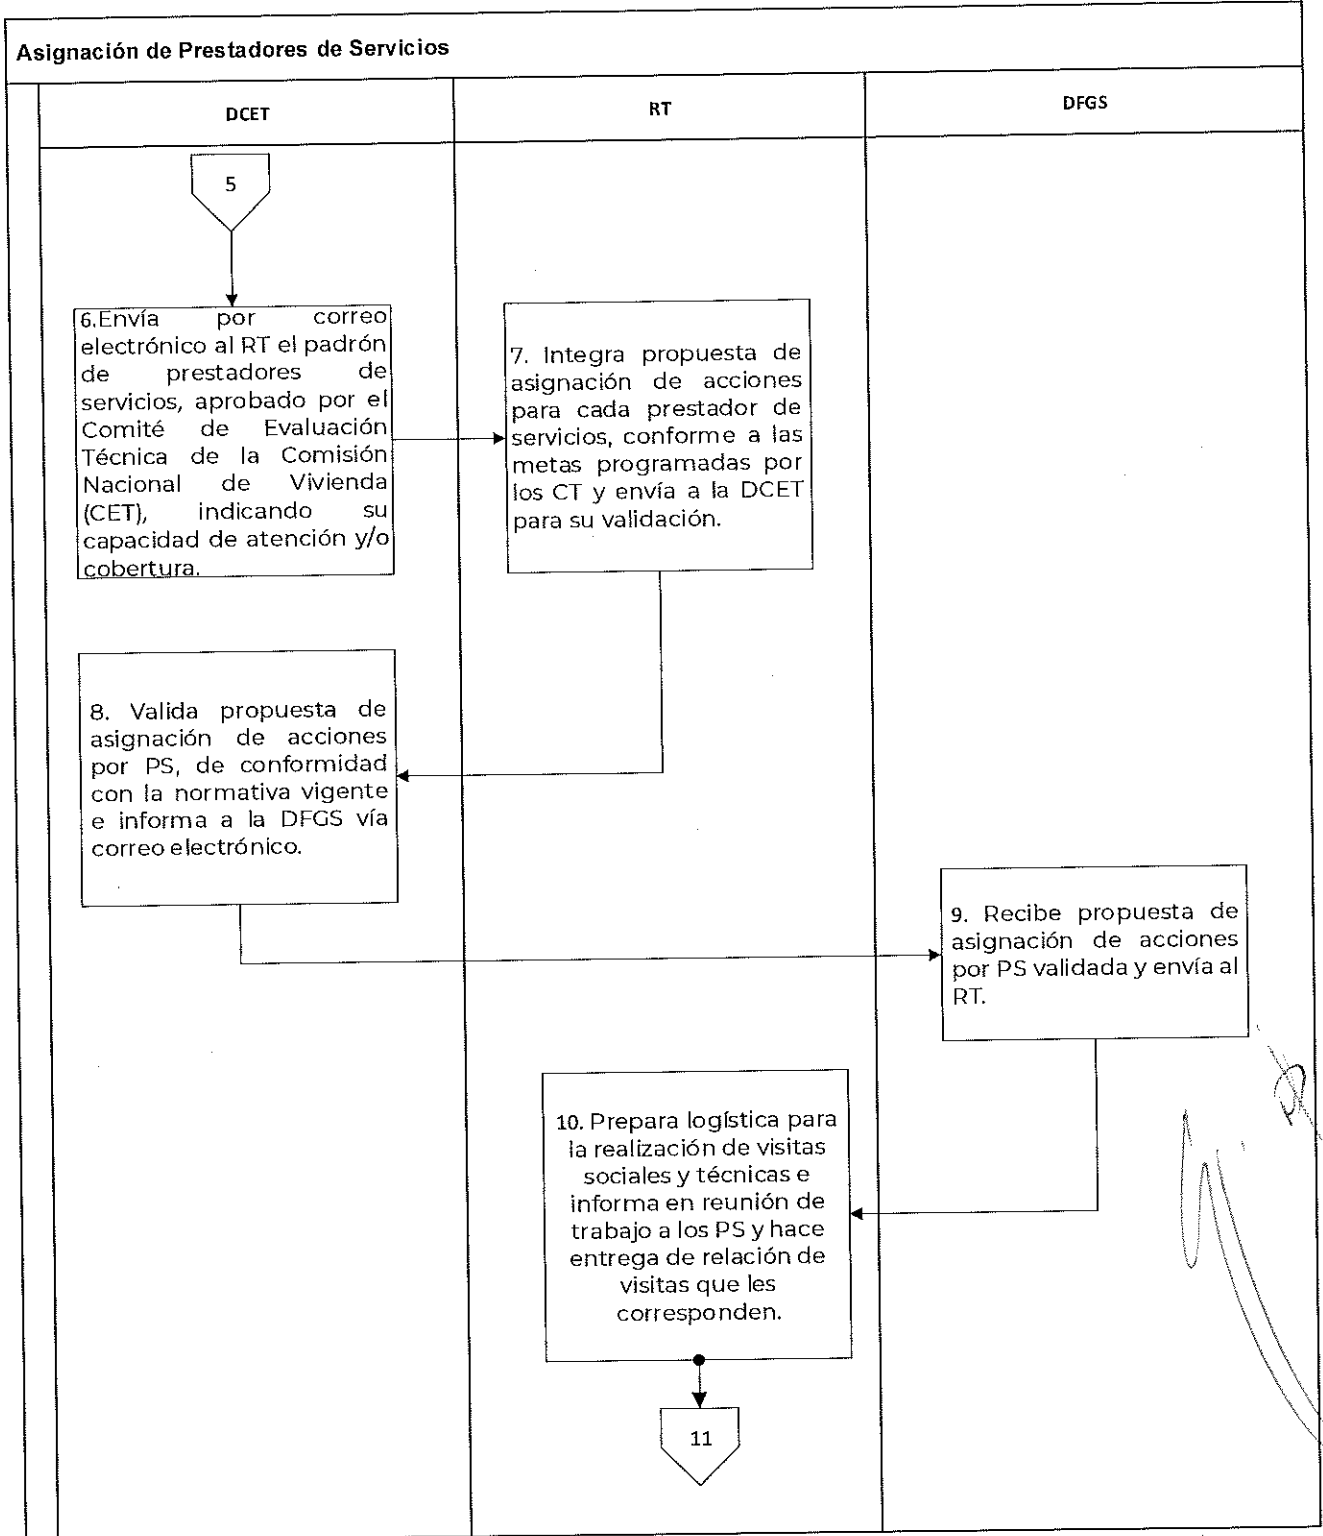 Asignación de Prestadores de Servicios
DCET
RT
DFGS
5
6.Envía por correo
electrónico al RT el padrón
de prestadores de
servicios, aprobado por el
Comité de Evaluación
Técnica de la Comisión
Nacional de Vivienda
(CET), indicando su
capacidad de atención y/o
cobertura.
7. Integra propuesta de
asignación de acciones
para cada prestador de
servicios, conforme a las
metas programadas por
los CT y envía a la DCET
para su validación.
8. Valida propuesta de
asignación de acciones
por PS, de conformidad
con la normativa vigente
e informa a la DFGS vía
correo electrónico.
9. Recibe propuesta de
asignación de acciones
por PS validada y envía al
RT.
10. Prepara logística para
la realización de visitas
sociales y técnicas e
informa en reunión de
trabajo a los PS y hace
entrega de relación de
visitas que les
corresponden.
11